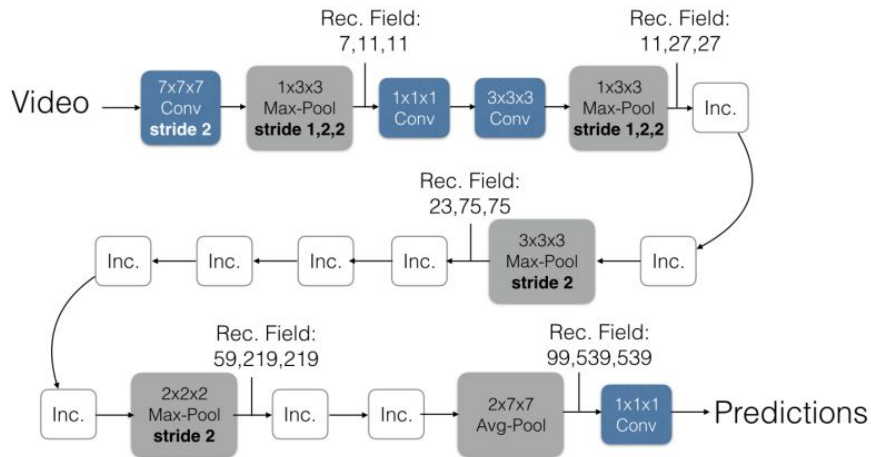 Rec. Field:
7,11,11
Rec. Field:
11,27,27
Video
7x7x7
Conv
stride 2
1x3x3
Max-Pool
stride 1,2,2
1x1x1
Conv
3x3x3
Conv
1x3x3
Max-Pool
stride 1,2,2
Inc.
Rec. Field:
23,75,75
Inc.
Inc.
Inc.
Inc.
3x3x3
Max-Pool
stride 2
Inc.
Rec. Field:
59,219,219
Rec. Field:
99,539,539
Inc.
2x2x2
Max-Pool
stride 2
Inc.
Inc.
2x7x7
Avg-Pool
1x1x1
Conv
Predictions